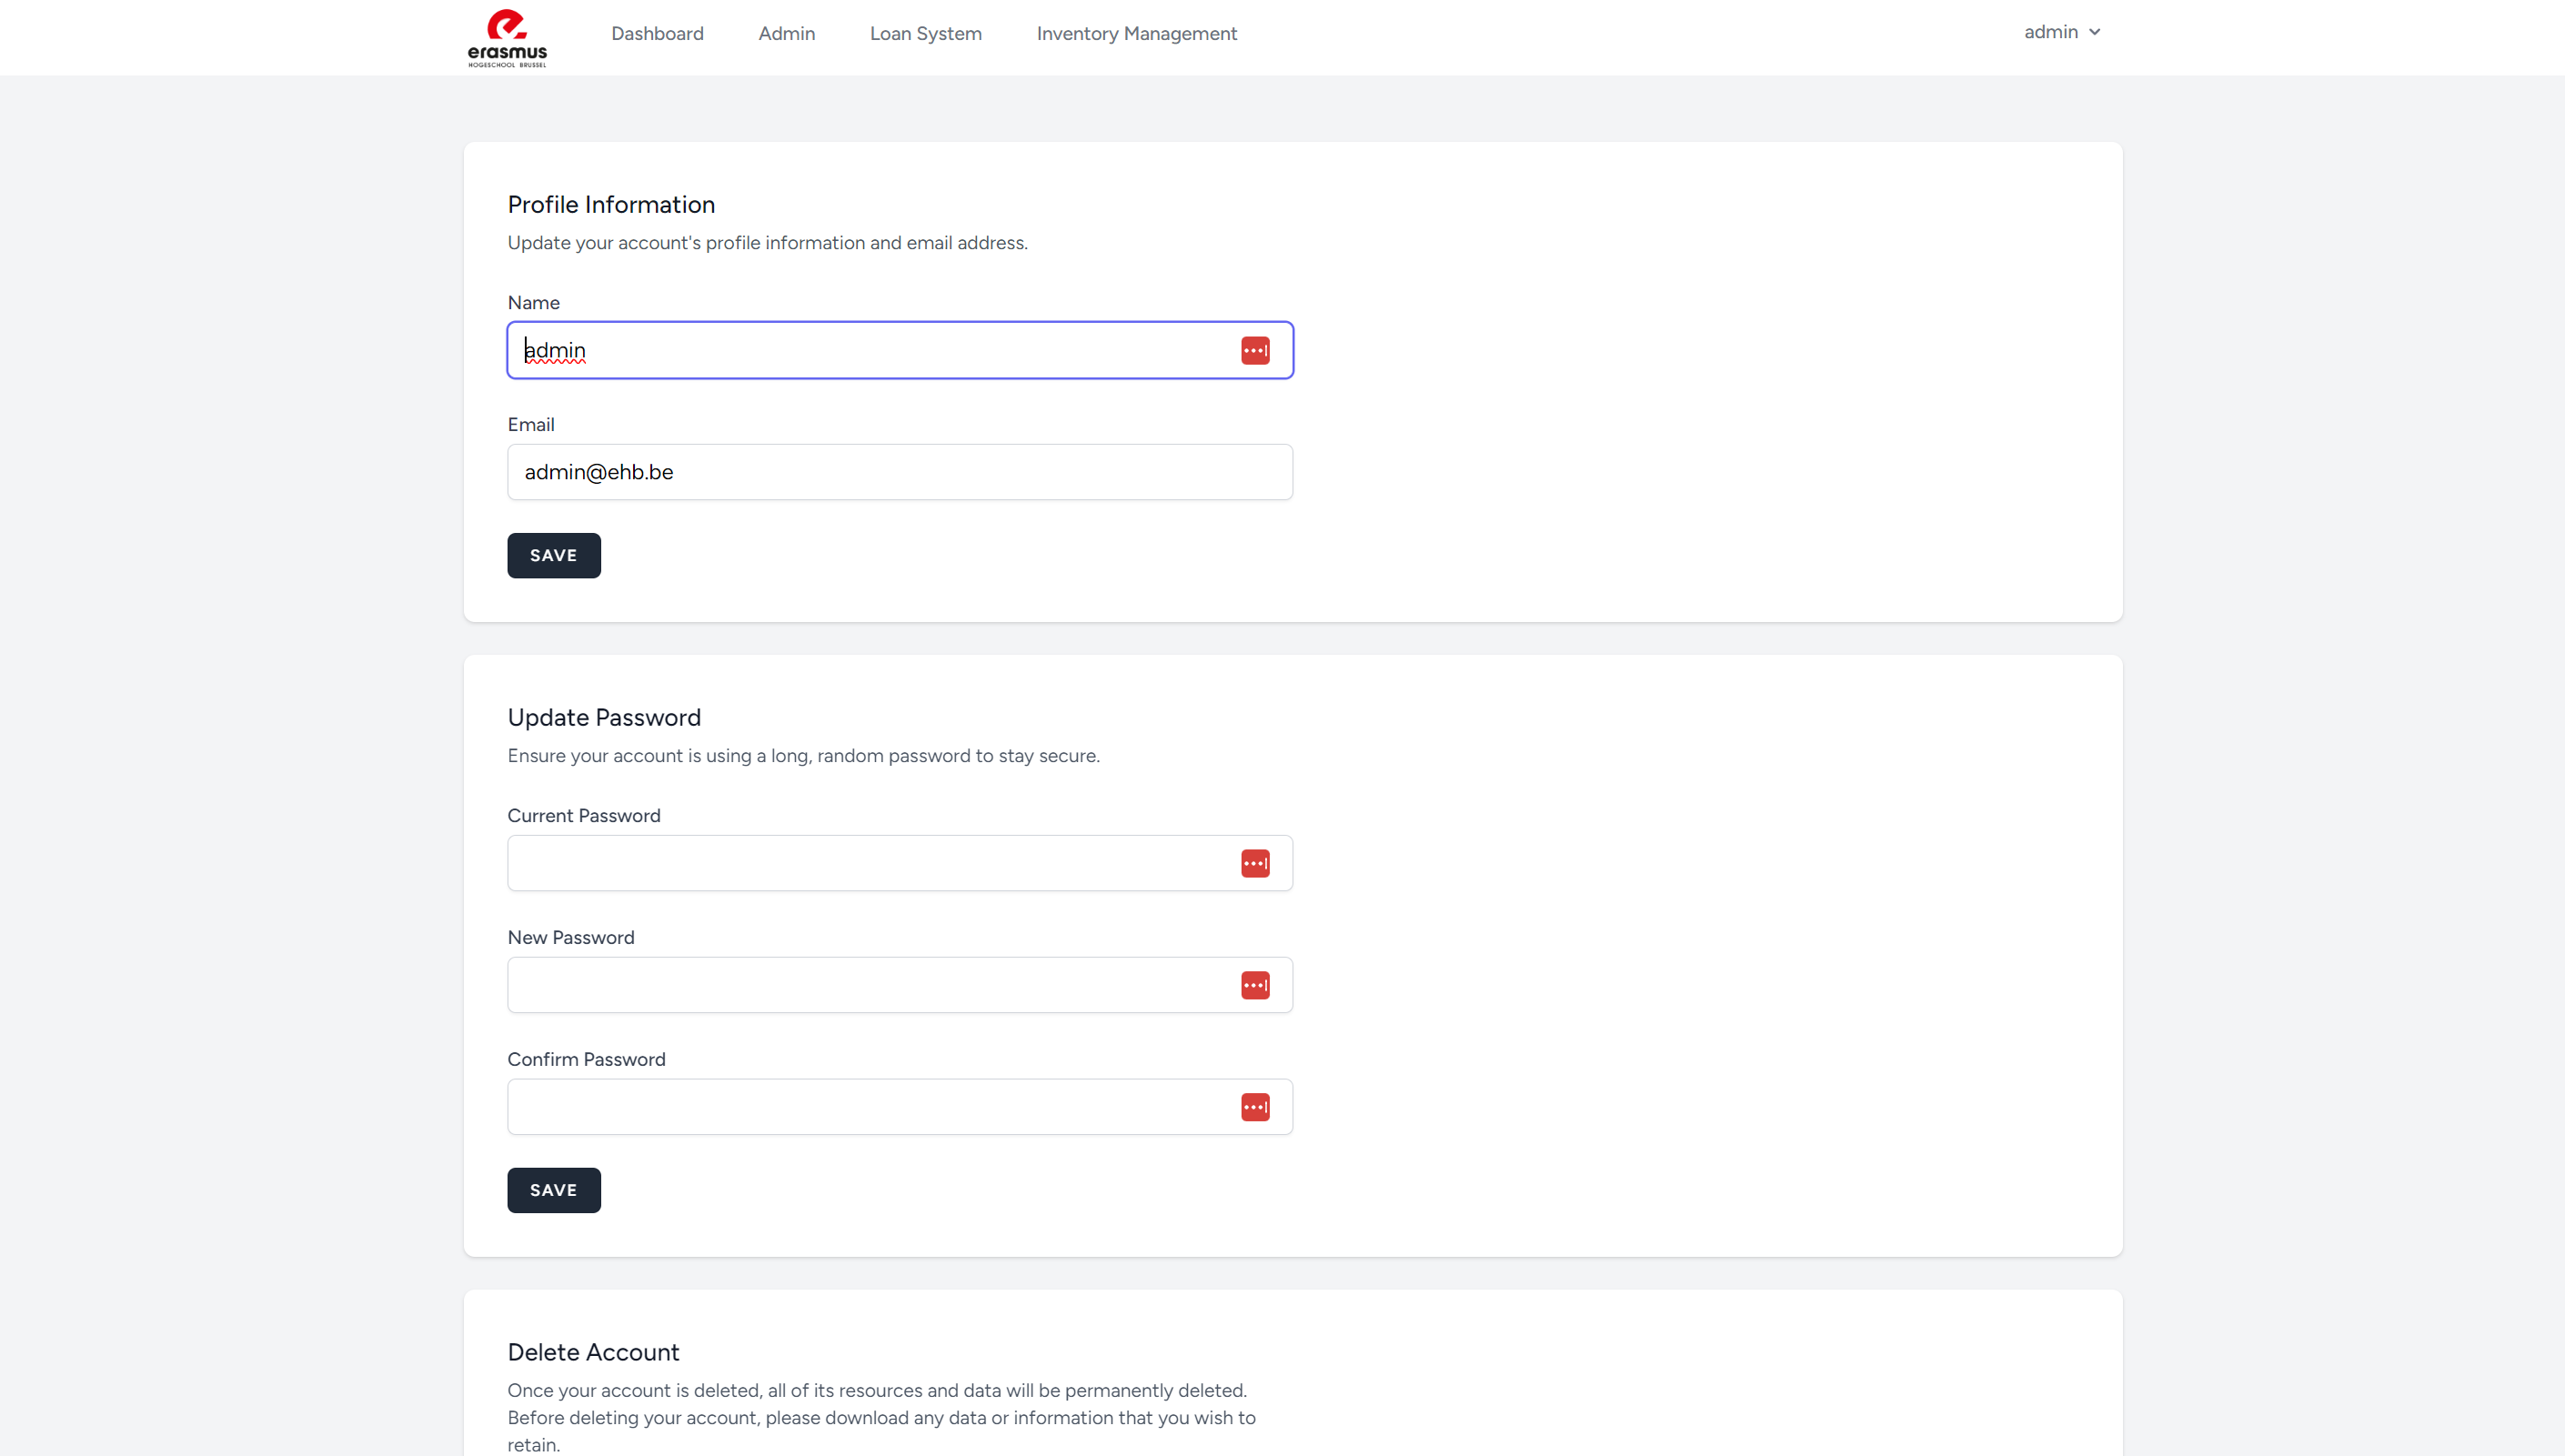 erasmus
HOGESCHOOL BRUSSEL
Dashboard Admin Loan System Inventory Management admin
Profile Information
Update your account's profile information and email address.
Name
admin
Email
admin@ehb.be
SAVE
Update Password
Ensure your account is using a long, random password to stay secure.
Current Password
New Password
Confirm Password
SAVE
Delete Account
Once your account is deleted, all of its resources and data will be permanently deleted.
Before deleting your account, please download any data or information that you wish to
retain.